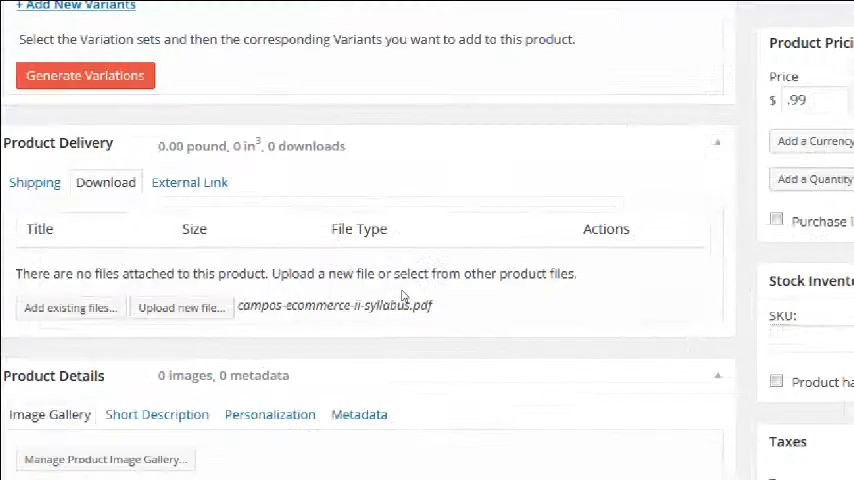 + Add New Variants
Select the Variation sets and then the corresponding Variants you want to add to this product.
Generate Variations
Product Delivery 0.00 pound, 0 in³, 0 downloads
Shipping Download External Link
Title Size File Type Actions
There are no files attached to this product. Upload a new file or select from other product files.
Add existing files... Upload new file... campos-ecommerce-ii-syllabus.pdf
Product Details 0 images, 0 metadata
Image Gallery Short Description Personalization Metadata
Manage Product Image Gallery...
Product Prici
Price
$ .99
Add a Currency
Add a Quantity
Purchase
Stock Invento
SKU:
Product ha
Taxes